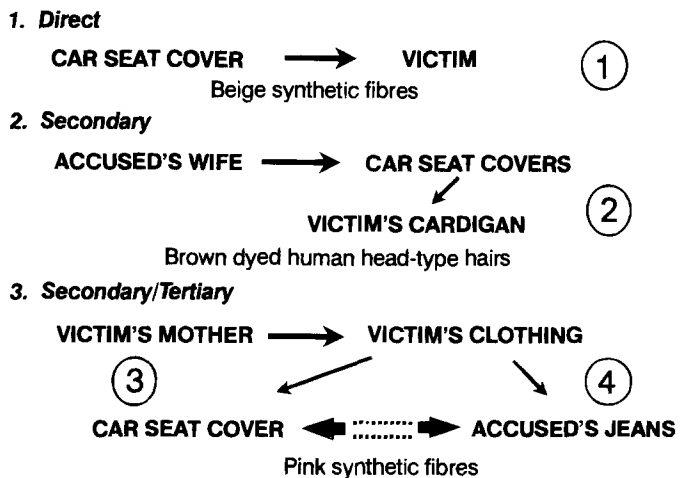 1. Direct
CAR SEAT COVER VICTIM 1
Beige synthetic fibres
2. Secondary
ACCUSED'S WIFE CAR SEAT COVERS
VICTIM'S CARDIGAN 2
Brown dyed human head-type hairs
3. Secondary/Tertiary
VICTIM'S MOTHER VICTIM'S CLOTHING
3 4
CAR SEAT COVER ACCUSED'S JEANS
Pink synthetic fibres